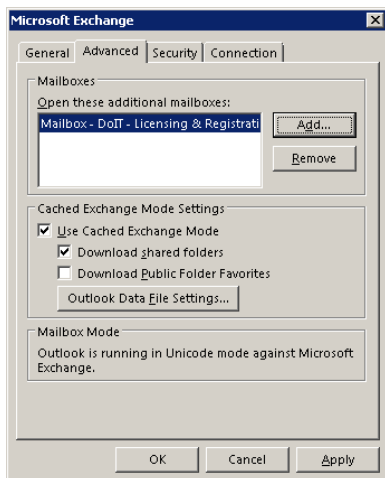 Microsoft Exchange
General Advanced Security Connection
Mailboxes
Open these additional mailboxes:
Mailbox - DoIT - Licensing & Registrati
Add...
Remove
Cached Exchange Mode Settings
Use Cached Exchange Mode
Download shared folders
Download Public Folder Favorites
Outlook Data File Settings...
Mailbox Mode
Outlook is running in Unicode mode against Microsoft
Exchange.
OK Cancel Apply